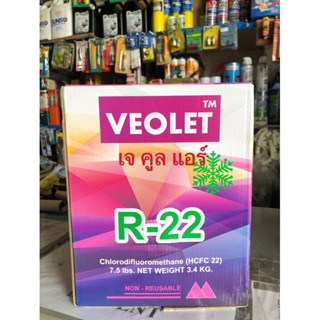 VEOLET™
เจ คูล แอร์
R-22
Chlorodifluoromethane (HCFC 22)
7.5 lbs. NET WEIGHT 3.4 KG.
NON - REUSABLE